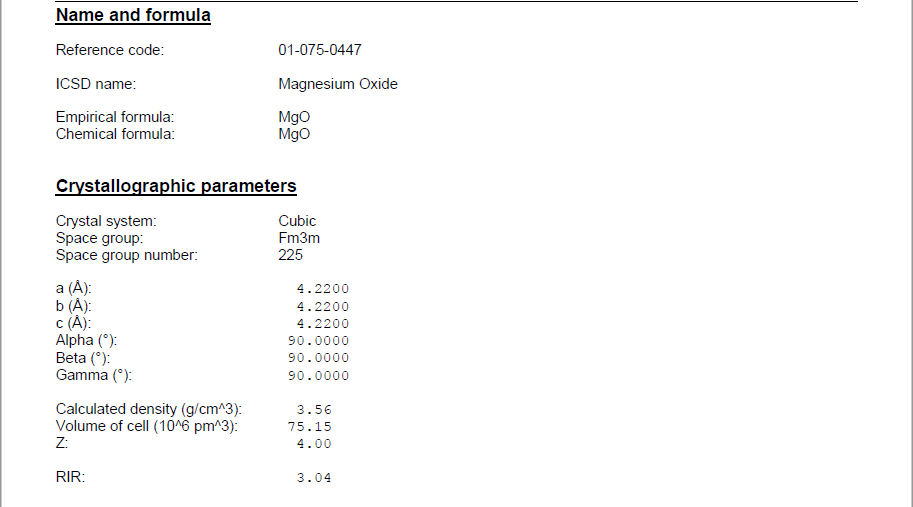 Name and formula
Reference code: 01-075-0447
ICSD name: Magnesium Oxide
Empirical formula: MgO
Chemical formula: MgO
Crystallographic parameters
Crystal system: Cubic
Space group: Fm3m
Space group number: 225
a (Å): 4.2200
b (Å): 4.2200
c (Å): 4.2200
Alpha (°): 90.0000
Beta (°): 90.0000
Gamma (°): 90.0000
Calculated density (g/cm^3): 3.56
Volume of cell (10^6 pm^3): 75.15
Z: 4.00
RIR: 3.04